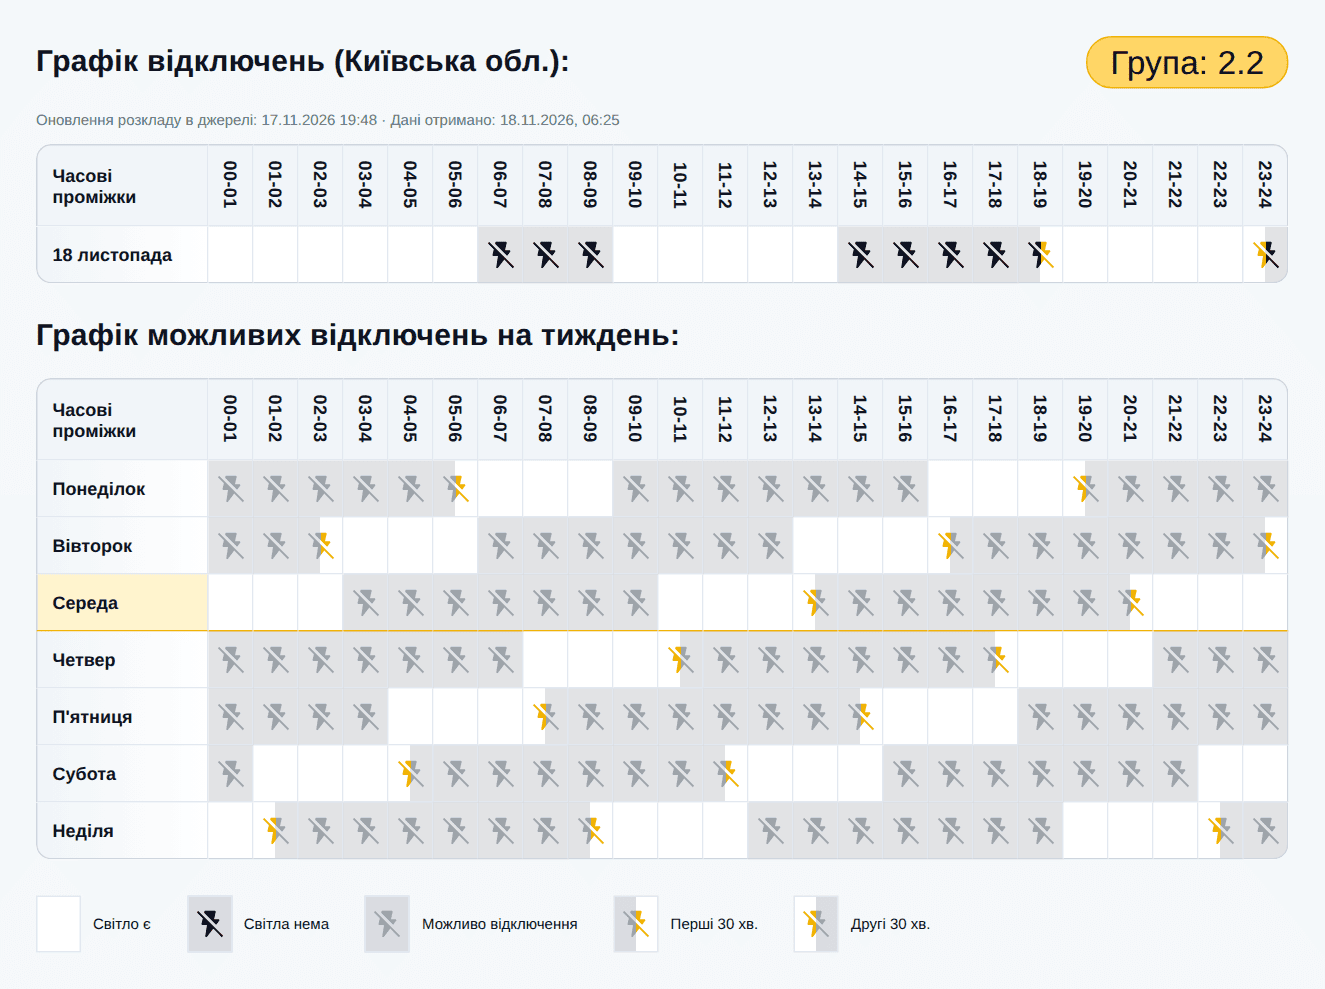 Графік відключень (Київська обл.):
Група: 2.2
Оновлення розкладу в джерелі: 17.11.2026 19:48 · Дані отримано: 18.11.2026, 06:25
Часові проміжки 00-01 01-02 02-03 03-04 04-05 05-06 06-07 07-08 08-09 09-10 10-11 11-12 12-13 13-14 14-15 15-16 16-17 17-18 18-19 19-20 20-21 21-22 22-23 23-24
18 листопада
Графік можливих відключень на тиждень:
Часові проміжки 00-01 01-02 02-03 03-04 04-05 05-06 06-07 07-08 08-09 09-10 10-11 11-12 12-13 13-14 14-15 15-16 16-17 17-18 18-19 19-20 20-21 21-22 22-23 23-24
Понеділок
Вівторок
Середа
Четвер
П'ятниця
Субота
Неділя
Світло є Світла нема Можливо відключення Перші 30 хв. Другі 30 хв.